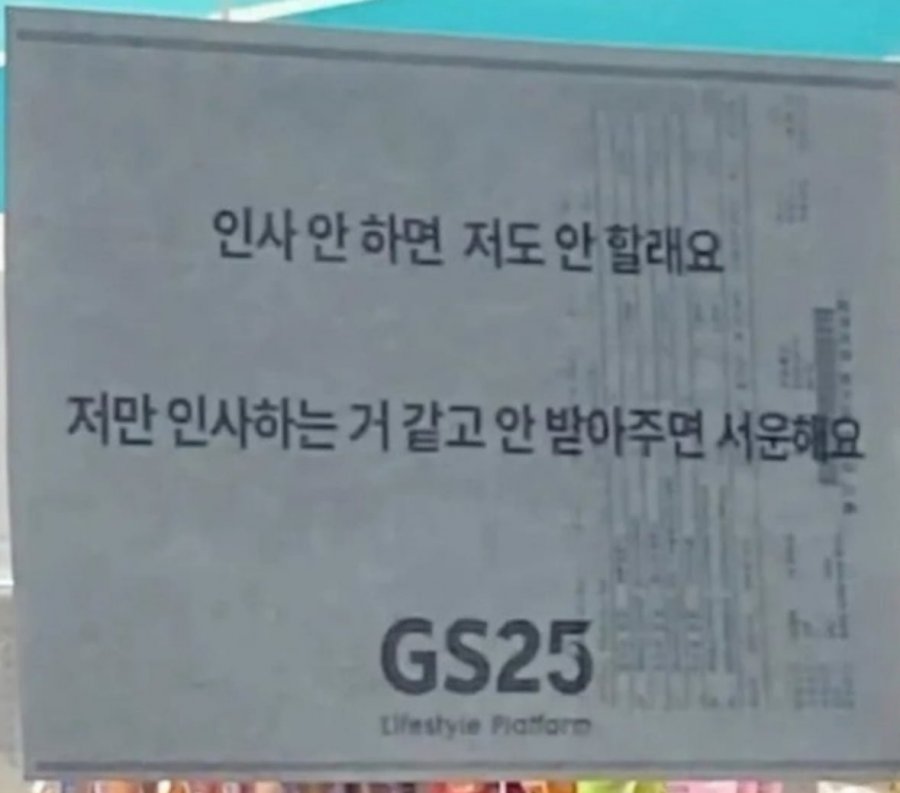 인사 안 하면 저도 안 할래요
저만 인사하는 거 같고 안 받아주면 서운해요
GS25
Lifestyle Platform